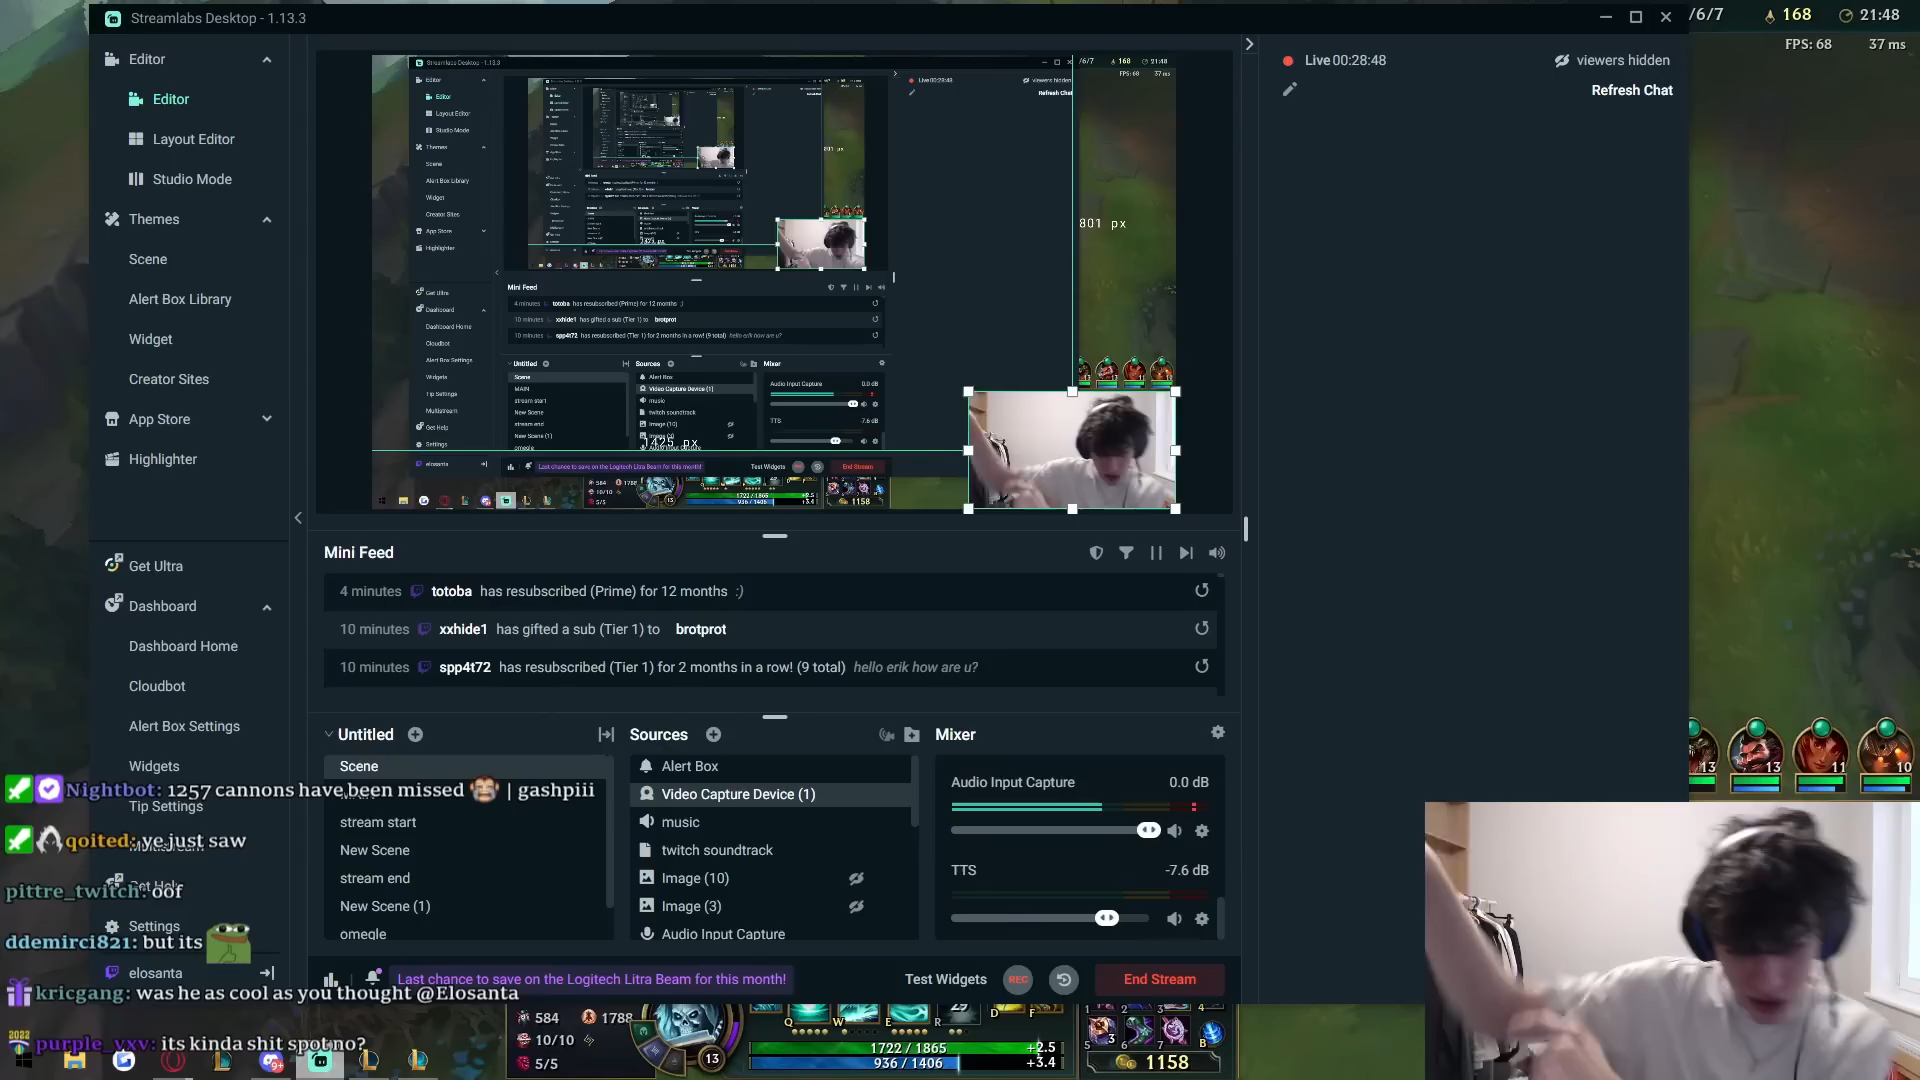 Streamlabs Desktop - 1.13.3
/6/7
168
21:48
FPS: 68
37 ms
Editor
Editor
Layout Editor
Studio Mode
Themes
Scene
Alert Box Library
Widget
Creator Sites
App Store
Highlighter
Get Ultra
Dashboard
Dashboard Home
Cloudbot
Alert Box Settings
Widgets
Tip Settings
Settings
elosanta
Live 00:28:48
viewers hidden
Refresh Chat
801 px
1425 px
Mini Feed
4 minutes totoba has resubscribed (Prime) for 12 months :)
10 minutes xxhide1 has gifted a sub (Tier 1) to brotprot
10 minutes spp4t72 has resubscribed (Tier 1) for 2 months in a row! (9 total) hello erik how are u?
Untitled
Scene
stream start
New Scene
stream end
New Scene (1)
omegle
Sources
Alert Box
Video Capture Device (1)
music
twitch soundtrack
Image (10)
Image (3)
Audio Input Capture
Mixer
Audio Input Capture
0.0 dB
TTS
-7.6 dB
Last chance to save on the Logitech Litra Beam for this month!
Test Widgets
REC
End Stream
Nightbot: 1257 cannons have been missed | gashpiii
qoited: ye just saw
pittre_twitch: oof
ddemirci821: but its
kricgang: was he as cool as you thought @Elosanta
purple_vxv: its kinda shit spot no?
584
1788
10/10
5/5
13
Q
W
E
R
29
D
F
1722 / 1865
+2.5
936 / 1406
+3.4
1158
B
13
13
11
10